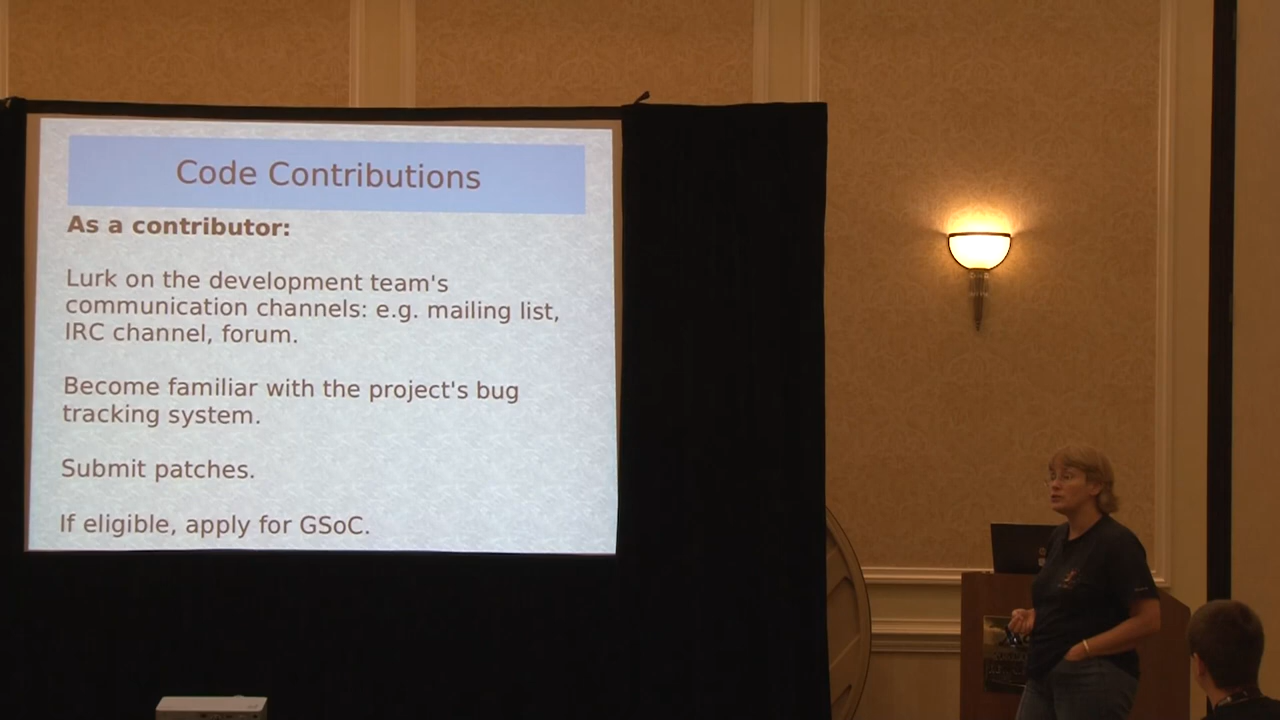 Code Contributions
As a contributor:
Lurk on the development team's
communication channels: e.g. mailing list,
IRC channel, forum.
Become familiar with the project's bug
tracking system.
Submit patches.
If eligible, apply for GSoC.